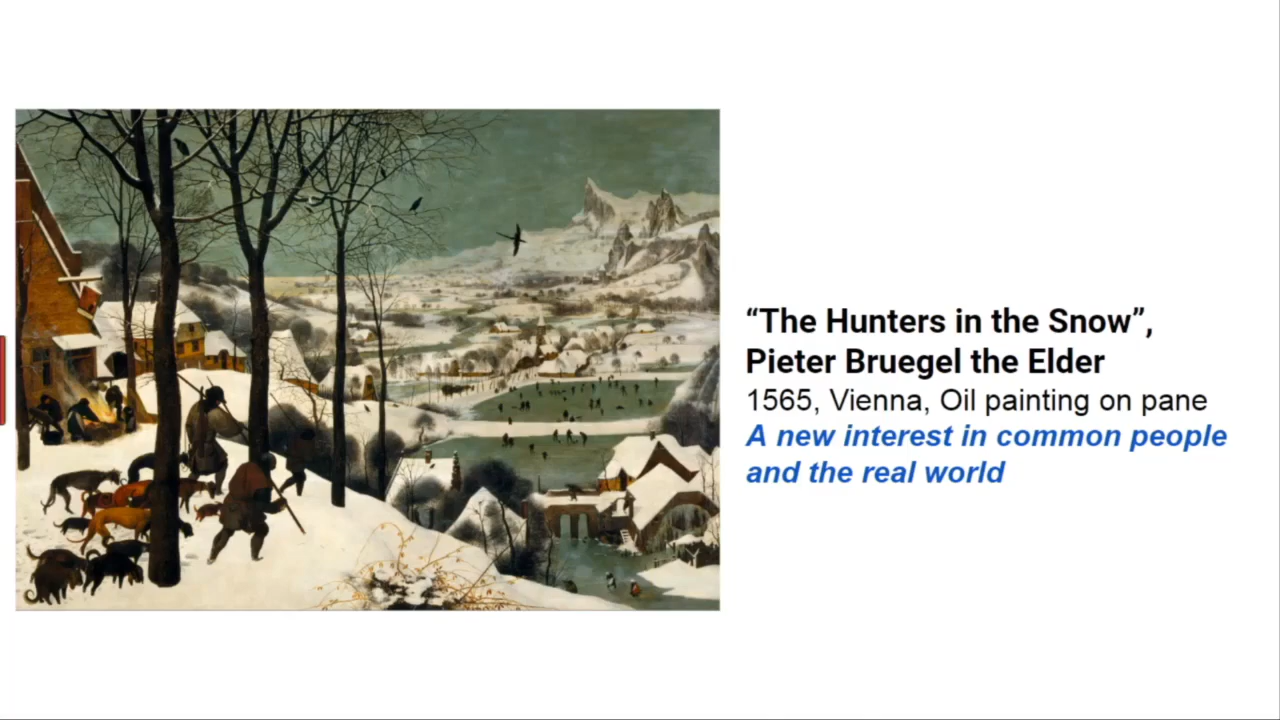 “The Hunters in the Snow”,
Pieter Bruegel the Elder
1565, Vienna, Oil painting on pane
A new interest in common people
and the real world